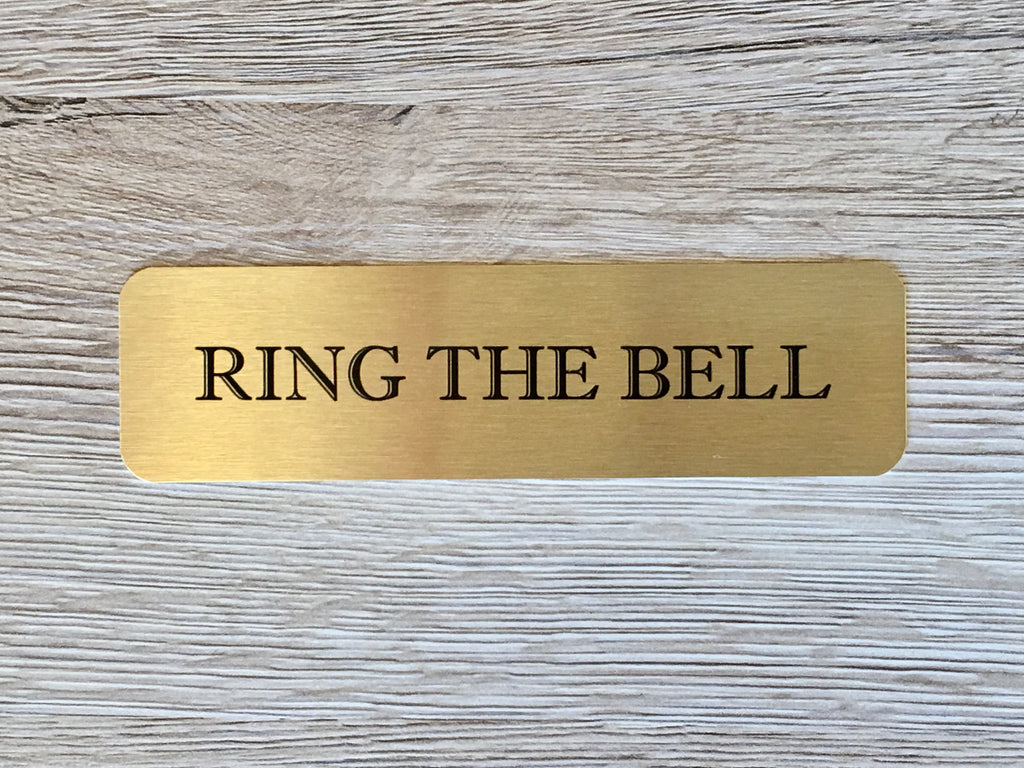 RING THE BELL